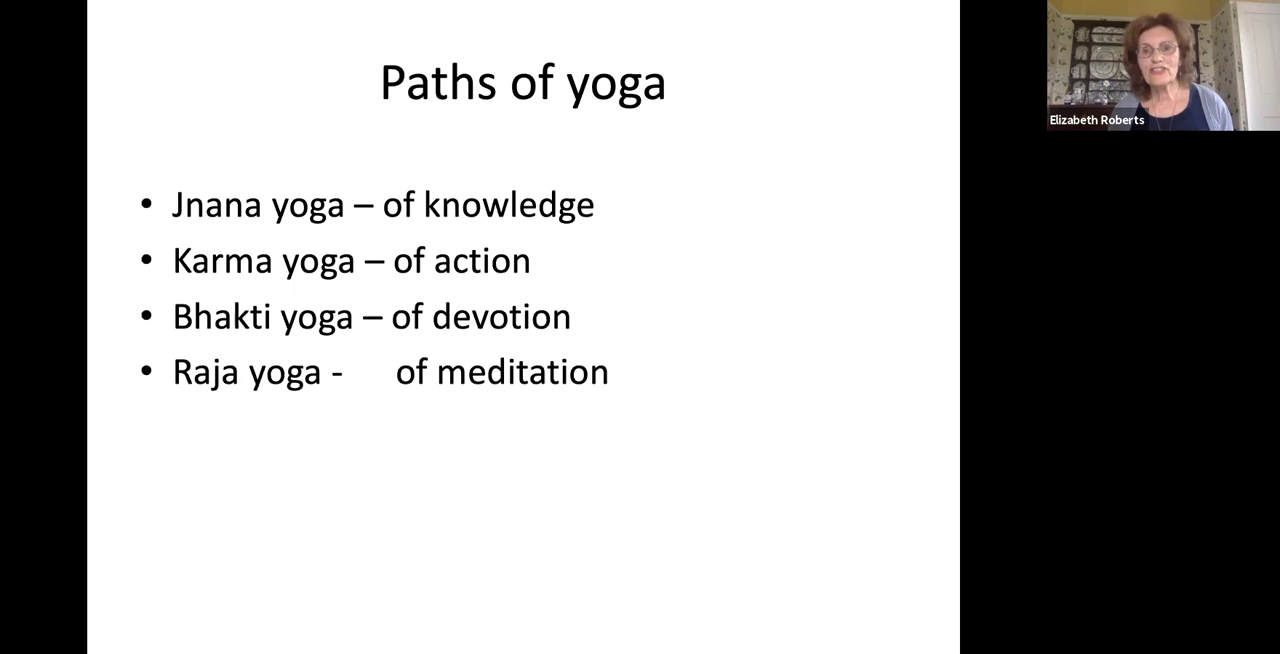 Paths of yoga
• Jnana yoga – of knowledge
• Karma yoga – of action
• Bhakti yoga – of devotion
• Raja yoga - of meditation
Elizabeth Roberts